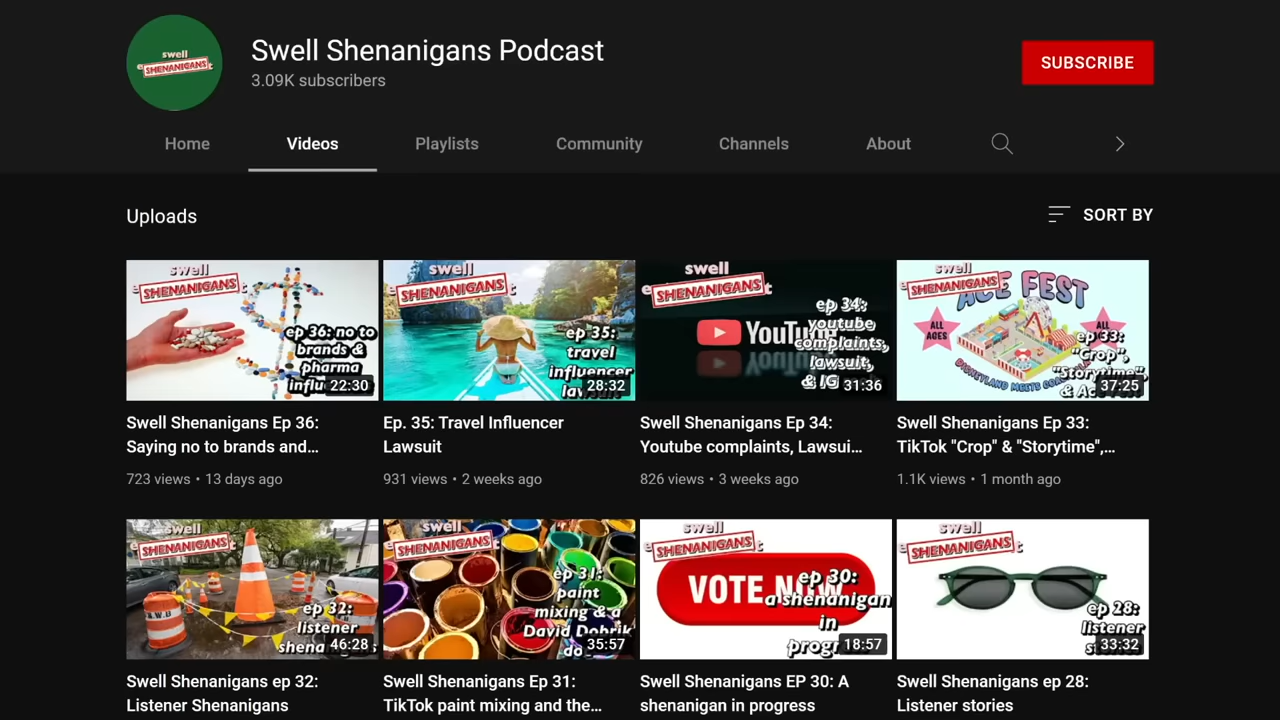 swell
SHENANIGANS
Swell Shenanigans Podcast
3.09K subscribers
SUBSCRIBE
Home
Videos
Playlists
Community
Channels
About
Uploads
SORT BY
swell
SHENANIGANS
ep 36: no to
brands &
pharma
22:30
swell
SHENANIGANS
ep 35:
travel
influencer
28:32
swell
SHENANIGANS
YouTube
ep 34:
youtube
complaints,
lawsuit,
& IG
31:36
swell
SHENANIGANS
ACE FEST
ALL
AGES
ALL
AGES
DISNEYLAND MEETS
ep 33:
"Crop",
"Storytime"
37:25
Swell Shenanigans Ep 36:
Saying no to brands and...
723 views • 13 days ago
Ep. 35: Travel Influencer
Lawsuit
931 views • 2 weeks ago
Swell Shenanigans Ep 34:
Youtube complaints, Lawsui...
826 views • 3 weeks ago
Swell Shenanigans Ep 33:
TikTok "Crop" & "Storytime",...
1.1K views • 1 month ago
swell
SHENANIGANS
ep 32:
listener
46:28
swell
SHENANIGANS
ep 31:
paint
mixing & a
David Dobrik
35:57
swell
SHENANIGANS
VOTE NOW
ep 30:
a shenanigan
in
18:57
swell
SHENANIGANS
ep 28:
listener
33:32
Swell Shenanigans ep 32:
Listener Shenanigans
Swell Shenanigans Ep 31:
TikTok paint mixing and the...
Swell Shenanigans EP 30: A
shenanigan in progress
Swell Shenanigans ep 28:
Listener stories